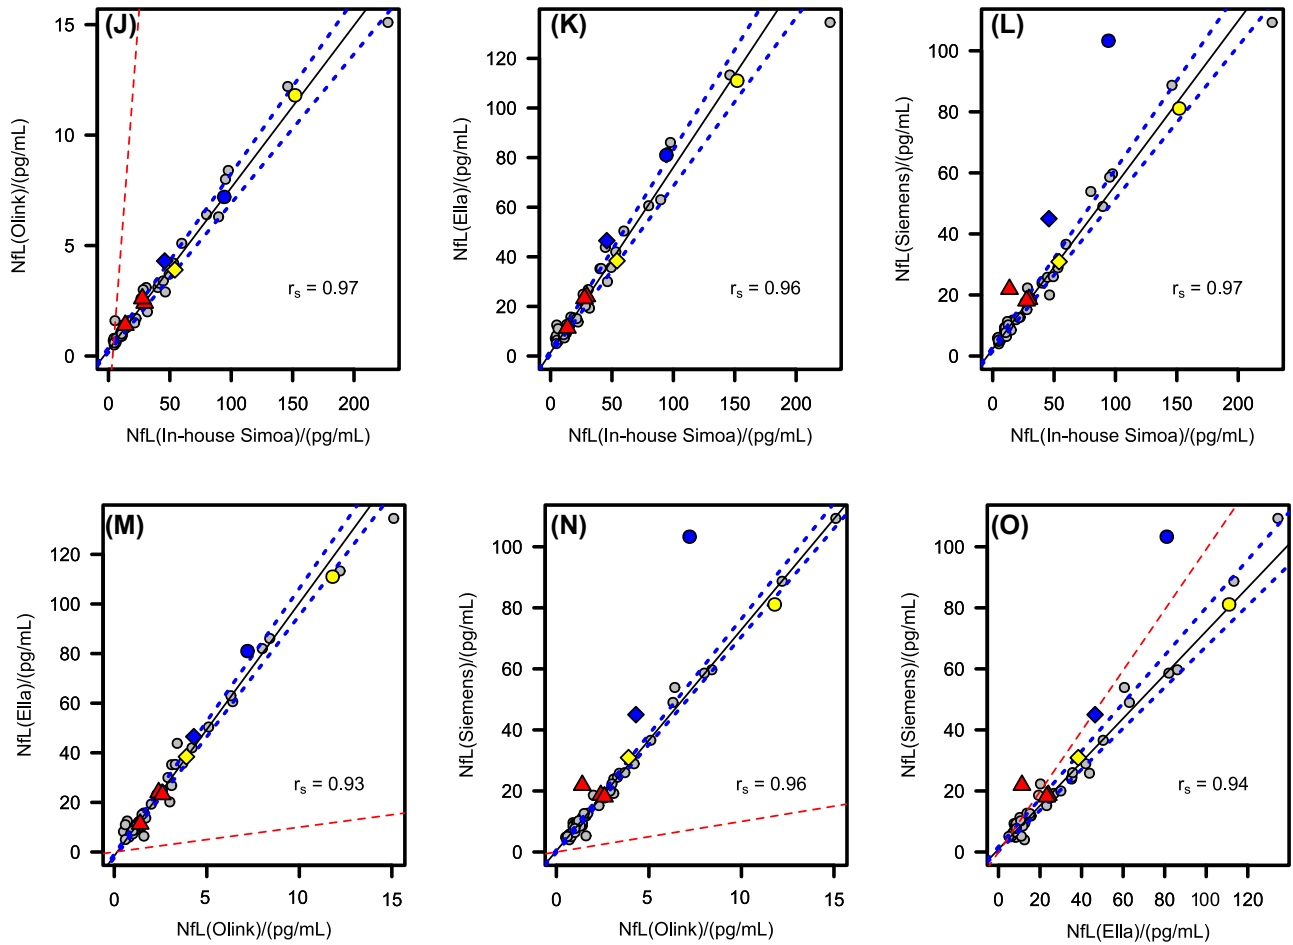 (J)
NfL(Olink)/(pg/mL)
15
10
5
0
r_s = 0.97
0 50 100 150 200
NfL(In-house Simoa)/(pg/mL)
(K)
NfL(Ella)/(pg/mL)
120
100
80
60
40
20
0
r_s = 0.96
0 50 100 150 200
NfL(In-house Simoa)/(pg/mL)
(L)
NfL(Siemens)/(pg/mL)
100
80
60
40
20
0
r_s = 0.97
0 50 100 150 200
NfL(In-house Simoa)/(pg/mL)
(M)
NfL(Ella)/(pg/mL)
120
100
80
60
40
20
0
r_s = 0.93
0 5 10 15
NfL(Olink)/(pg/mL)
(N)
NfL(Siemens)/(pg/mL)
100
80
60
40
20
0
r_s = 0.96
0 5 10 15
NfL(Olink)/(pg/mL)
(O)
NfL(Siemens)/(pg/mL)
100
80
60
40
20
0
r_s = 0.94
0 20 40 60 80 100 120
NfL(Ella)/(pg/mL)